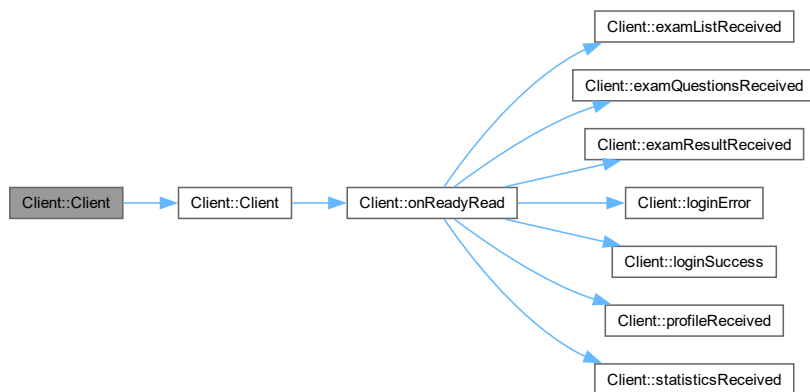 Client::examListReceived
Client::examQuestionsReceived
Client::examResultReceived
Client::Client
Client::Client
Client::onReadyRead
Client::loginError
Client::loginSuccess
Client::profileReceived
Client::statisticsReceived